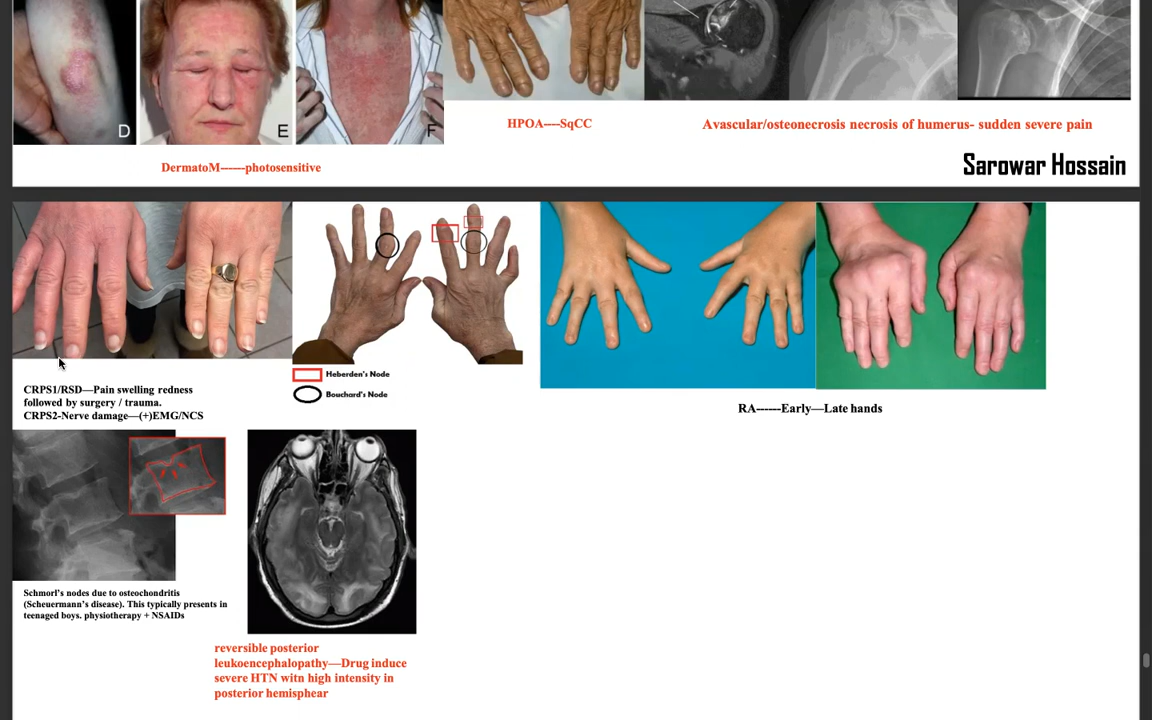 D
E
F
HPOA----SqCC
Avascular/osteonecrosis necrosis of humerus- sudden severe pain
DermatoM------photosensitive
Sarowar Hossain
Heberden's Node
Bouchard's Node
CRPS1/RSD—Pain swelling redness
followed by surgery / trauma.
CRPS2-Nerve damage—(+)EMG/NCS
RA------Early—Late hands
Schmorl's nodes due to osteochondritis
(Scheuermann's disease). This typically presents in
teenaged boys. physiotherapy + NSAIDs
reversible posterior
leukoencephalopathy—Drug induce
severe HTN witn high intensity in
posterior hemisphear